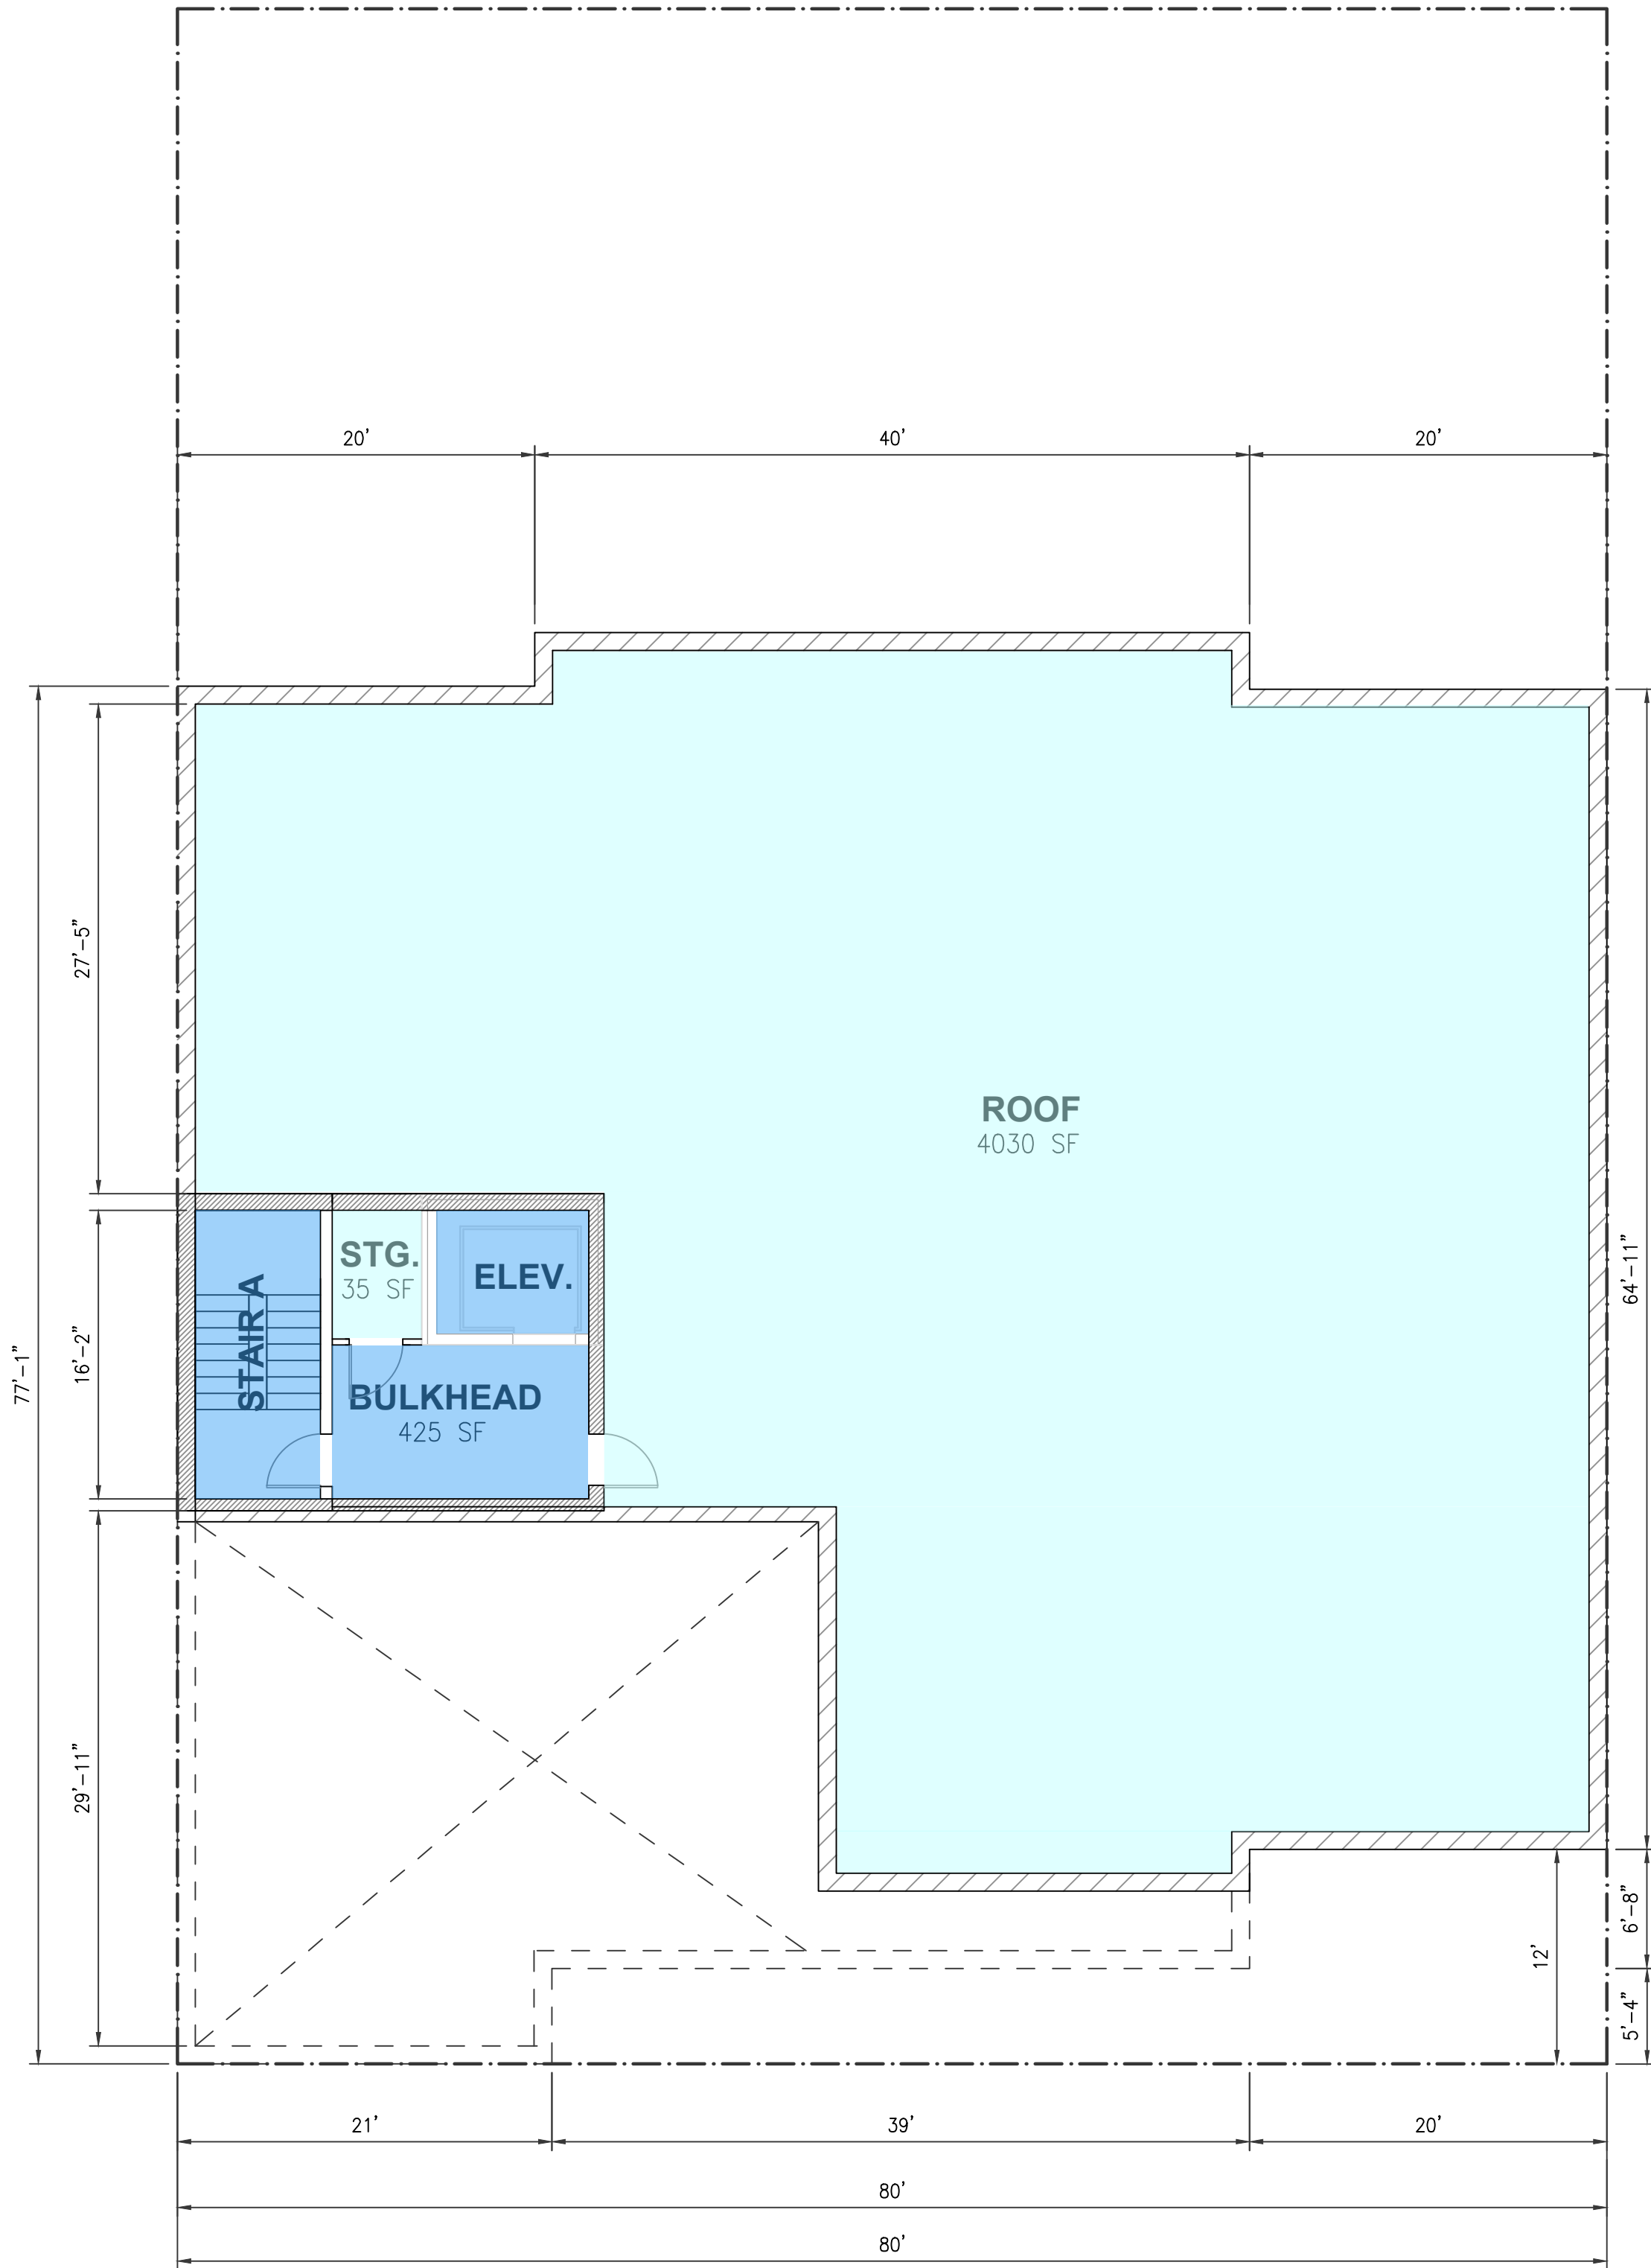 20'
40'
20'
27'-5"
ROOF
4030 SF
64'-11"
77'-1"
16'-2"
STAIR A
STG.
35 SF
ELEV.
BULKHEAD
425 SF
29'-11"
12'
6'-8"
5'-4"
21'
39'
20'
80'
80'